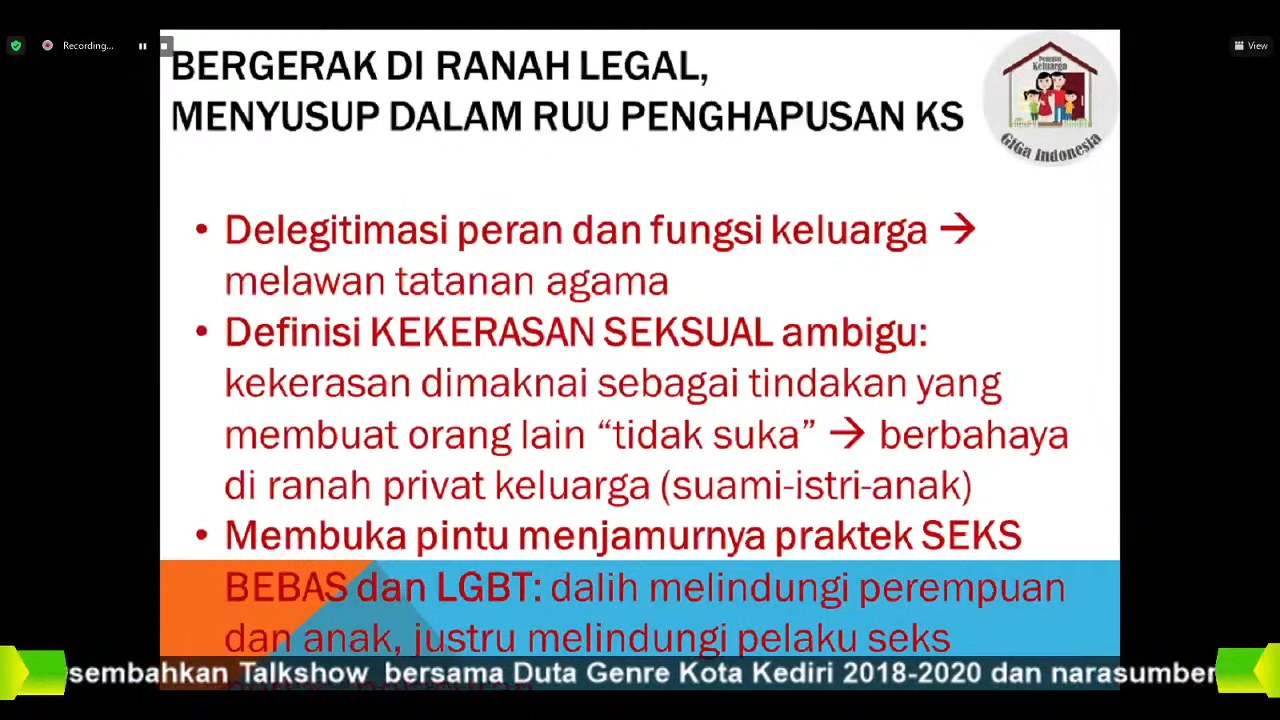 Recording...
View
BERGERAK DI RANAH LEGAL,
MENYUSUP DALAM RUU PENGHAPUSAN KS
Penggiat
Keluarga
GiGa Indonesia
• Delegitimasi peran dan fungsi keluarga →
melawan tatanan agama
• Definisi KEKERASAN SEKSUAL ambigu:
kekerasan dimaknai sebagai tindakan yang
membuat orang lain “tidak suka” → berbahaya
di ranah privat keluarga (suami-istri-anak)
• Membuka pintu menjamurnya praktek SEKS
BEBAS dan LGBT: dalih melindungi perempuan
dan anak, justru melindungi pelaku seks
sembahkan Talkshow bersama Duta Genre Kota Kediri 2018-2020 dan narasumber